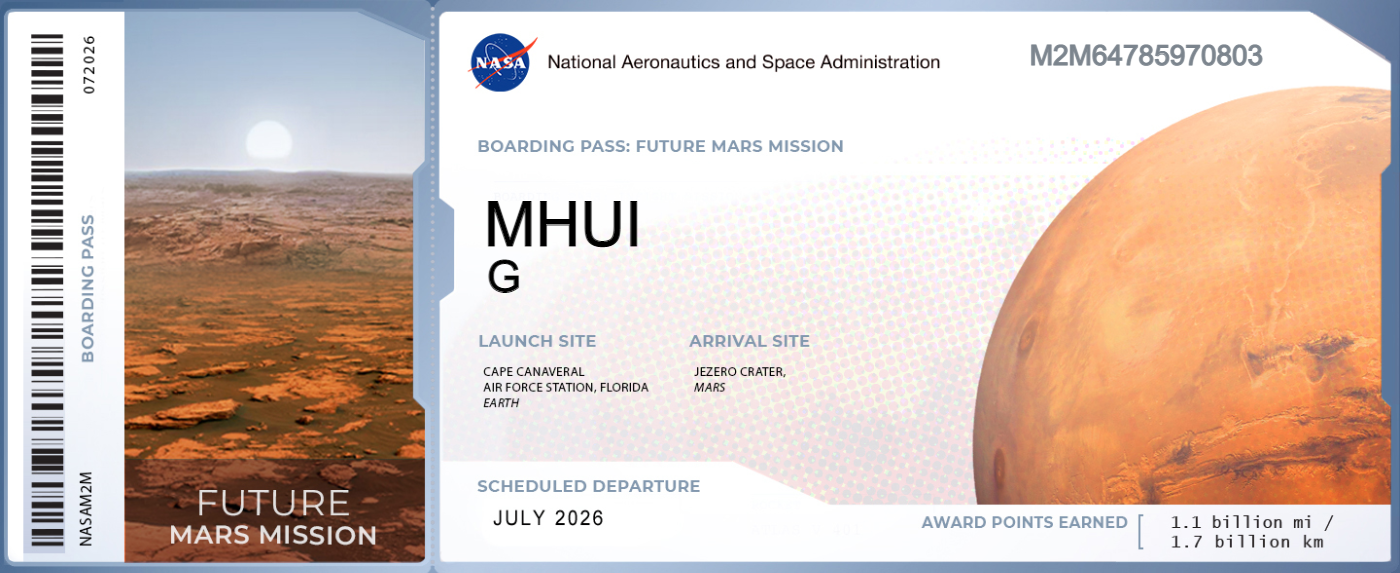 072026
BOARDING PASS
NASAM2M
FUTURE
MARS MISSION
NASA
National Aeronautics and Space Administration
M2M64785970803
BOARDING PASS: FUTURE MARS MISSION
MHUI
G
LAUNCH SITE
CAPE CANAVERAL
AIR FORCE STATION, FLORIDA
EARTH
ARRIVAL SITE
JEZERO CRATER,
MARS
SCHEDULED DEPARTURE
JULY 2026
AWARD POINTS EARNED
1.1 billion mi /
1.7 billion km